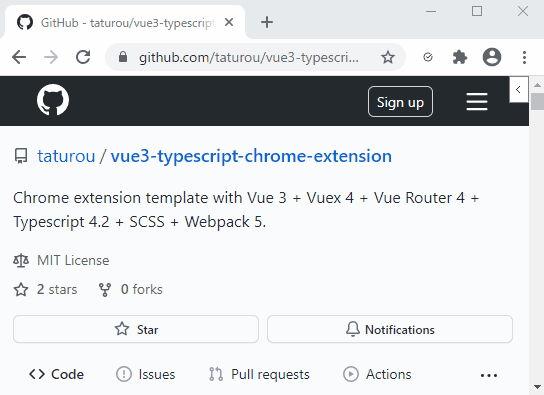 GitHub - taturou/vue3-typescript
github.com/taturou/vue3-typescri...
Sign up
taturou / vue3-typescript-chrome-extension
Chrome extension template with Vue 3 + Vuex 4 + Vue Router 4 +
Typescript 4.2 + SCSS + Webpack 5.
MIT License
2 stars 0 forks
Star Notifications
Code Issues Pull requests Actions ...